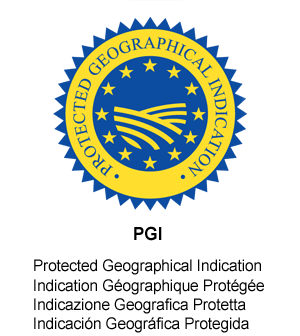 • PROTECTED GEOGRAPHICAL INDICATION •
PGI
Protected Geographical Indication
Indication Géographique Protégée
Indicazione Geografica Protetta
Indicación Geográfica Protegida